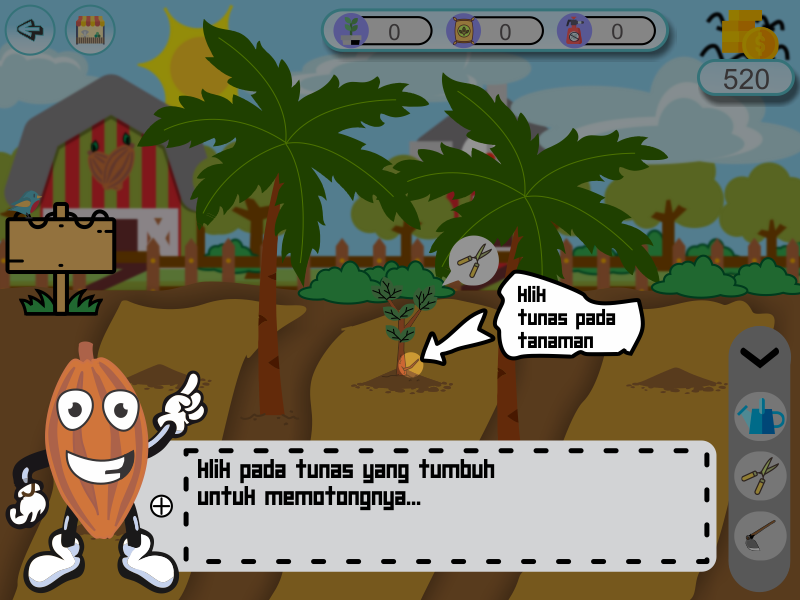 0
0
0
520
klik
tunas pada
tanaman
klik pada tunas yang tumbuh
untuk memotongnya...